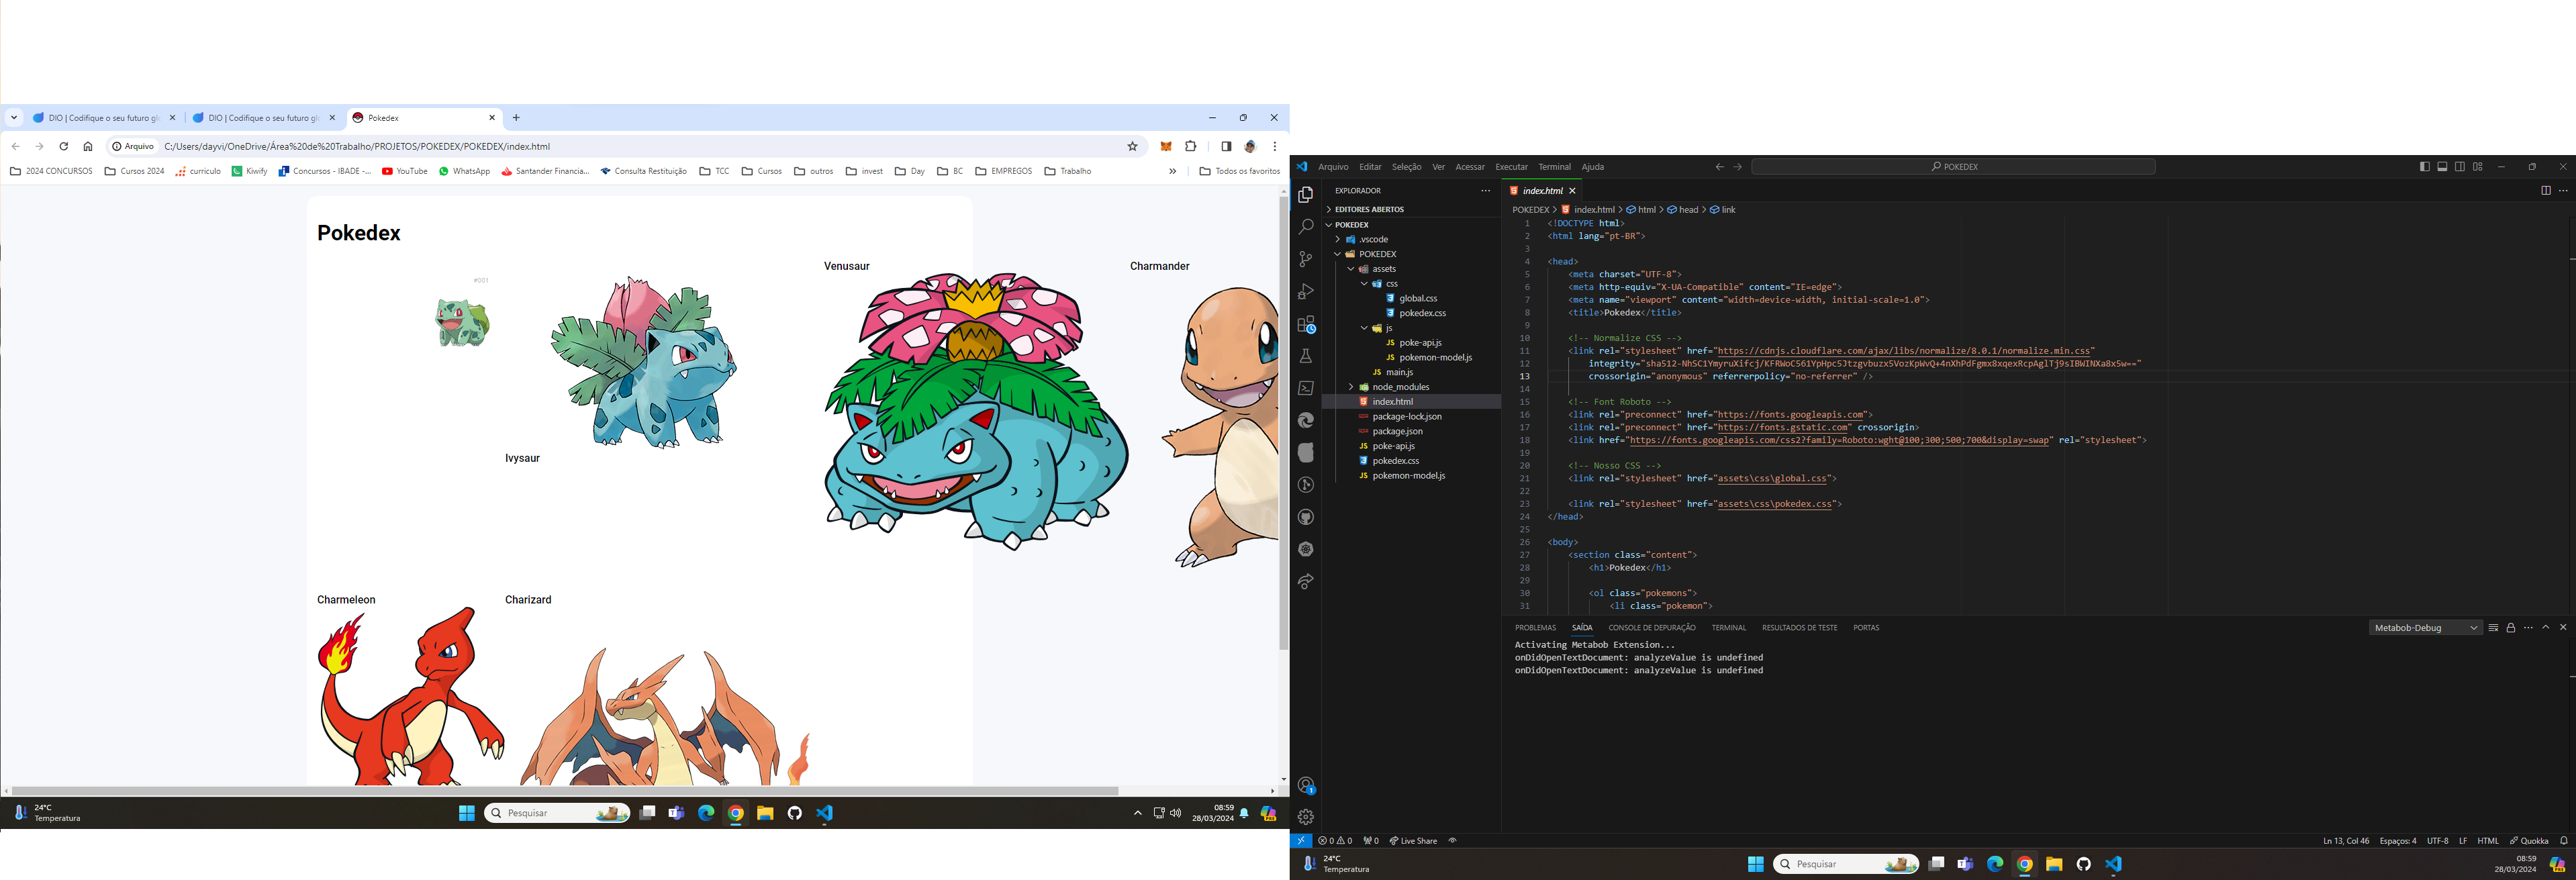 DIO | Codifique o seu futuro gl
DIO | Codifique o seu futuro gl
Pokedex
Arquivo
C:/Users/dayvi/OneDrive/Área%20de%20Trabalho/PROJETOS/POKEDEX/POKEDEX/index.html
2024 CONCURSOS
Cursos 2024
curriculo
Kiwify
Concursos - IBADE -...
YouTube
WhatsApp
Santander Financia...
Consulta Restituição
TCC
Cursos
outros
invest
Day
BC
EMPREGOS
Trabalho
»
Todos os favoritos
Pokedex
#001
Ivysaur
Venusaur
Charmander
Charmeleon
Charizard
24°C
Temperatura
Pesquisar
08:59
28/03/2024
Arquivo Editar Seleção Ver Acessar Executar Terminal Ajuda
POKEDEX
EXPLORADOR
EDITORES ABERTOS
POKEDEX
.vscode
POKEDEX
assets
css
global.css
pokedex.css
js
JS poke-api.js
JS pokemon-model.js
JS main.js
node_modules
index.html
package-lock.json
package.json
JS poke-api.js
pokedex.css
JS pokemon-model.js
index.html
POKEDEX > index.html > html > head > link
1 <!DOCTYPE html>
2 <html lang="pt-BR">
3
4 <head>
5 <meta charset="UTF-8">
6 <meta http-equiv="X-UA-Compatible" content="IE=edge">
7 <meta name="viewport" content="width=device-width, initial-scale=1.0">
8 <title>Pokedex</title>
9
10 <!-- Normalize CSS -->
11 <link rel="stylesheet" href="https://cdnjs.cloudflare.com/ajax/libs/normalize/8.0.1/normalize.min.css"
12 integrity="sha512-NhSC1YmyruXifcj/KFRWoC561YpHpc5Jtzgvbuzx5VozKpWvQ+4nXhPdFgmx8xqexRcpAglTj9sIBWINXa8x5w=="
13 crossorigin="anonymous" referrerpolicy="no-referrer" />
14
15 <!-- Font Roboto -->
16 <link rel="preconnect" href="https://fonts.googleapis.com">
17 <link rel="preconnect" href="https://fonts.gstatic.com" crossorigin>
18 <link href="https://fonts.googleapis.com/css2?family=Roboto:wght@100;300;500;700&display=swap" rel="stylesheet">
19
20 <!-- Nosso CSS -->
21 <link rel="stylesheet" href="assets\css\global.css">
22
23 <link rel="stylesheet" href="assets\css\pokedex.css">
24 </head>
25
26 <body>
27 <section class="content">
28 <h1>Pokedex</h1>
29
30 <ol class="pokemons">
31 <li class="pokemon">
PROBLEMAS SAÍDA CONSOLE DE DEPURAÇÃO TERMINAL RESULTADOS DE TESTE PORTAS
Metabob-Debug
Activating Metabob Extension...
onDidOpenTextDocument: analyzeValue is undefined
onDidOpenTextDocument: analyzeValue is undefined
0 0 0 Live Share
Ln 13, Col 46 Espaços: 4 UTF-8 LF HTML Quokka
24°C
Temperatura
Pesquisar
08:59
28/03/2024